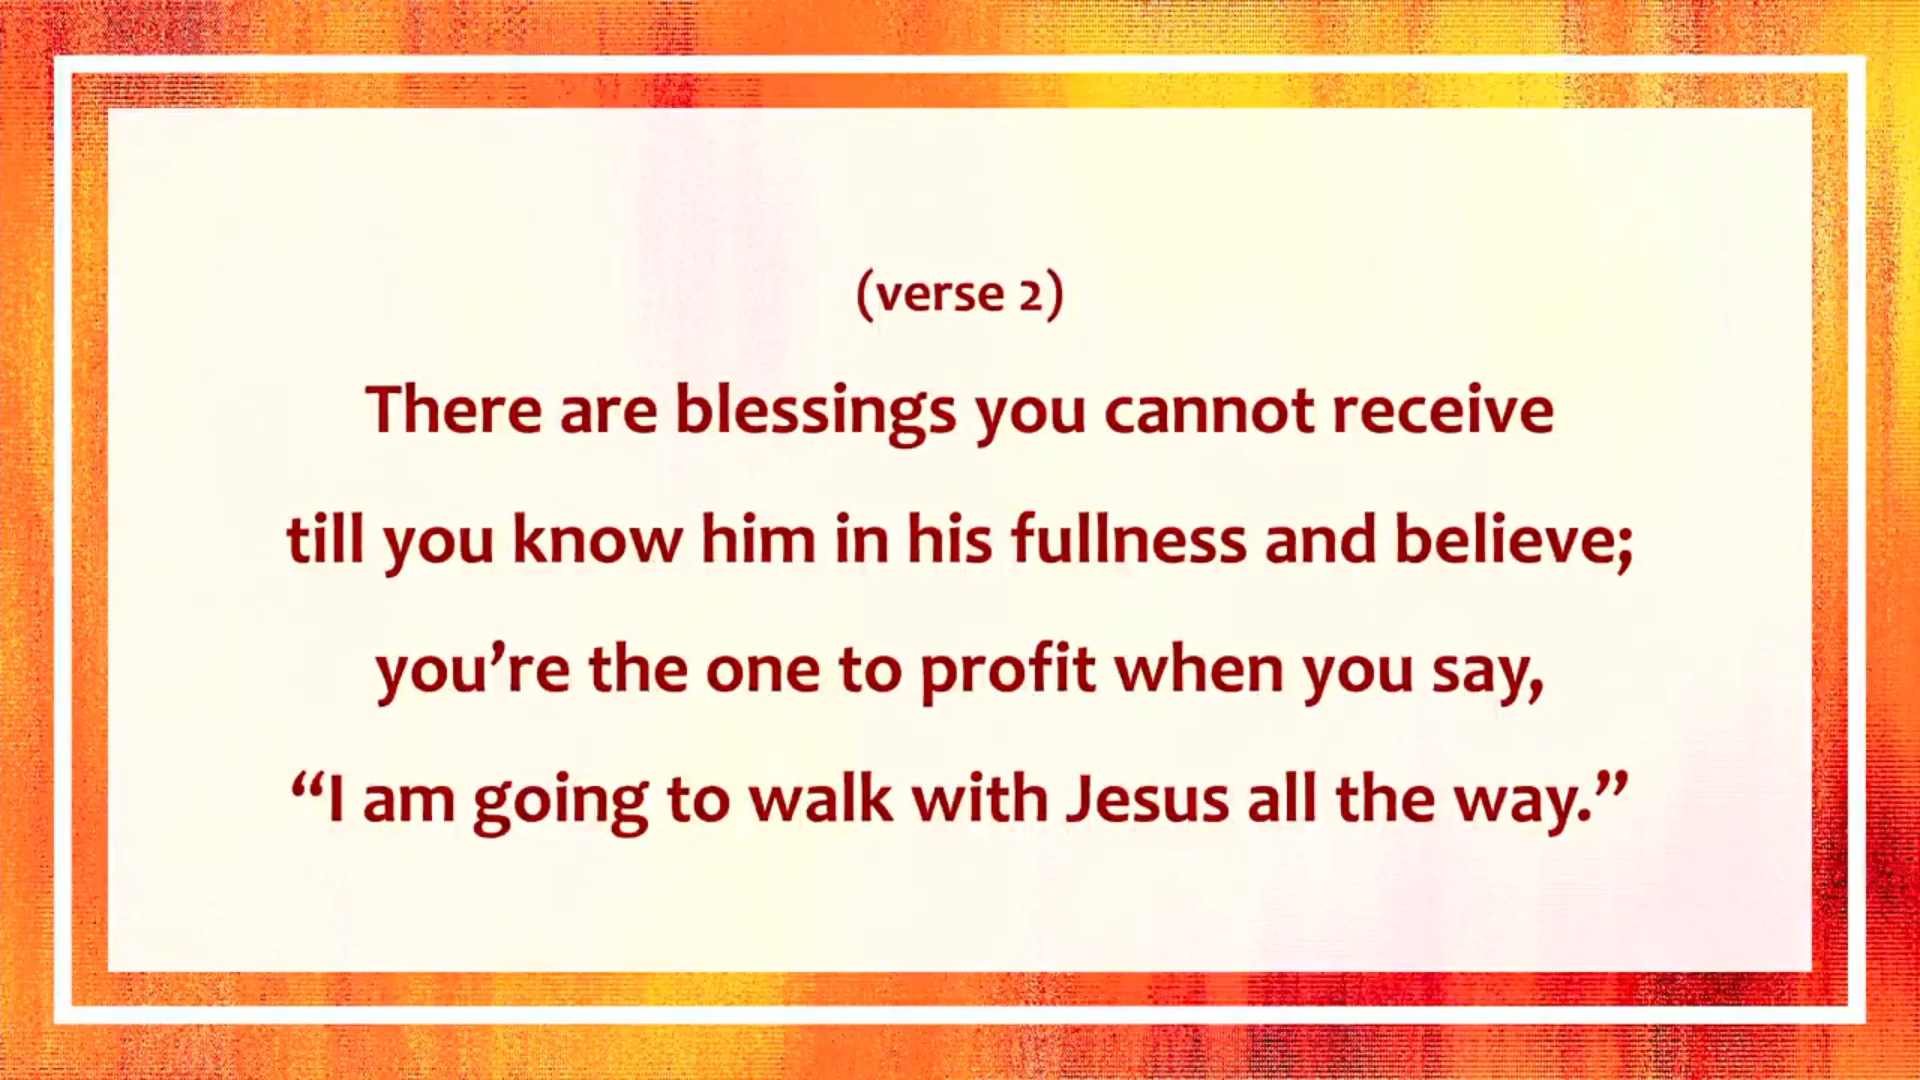 (verse 2)
There are blessings you cannot receive
till you know him in his fullness and believe;
you’re the one to profit when you say,
“I am going to walk with Jesus all the way.”